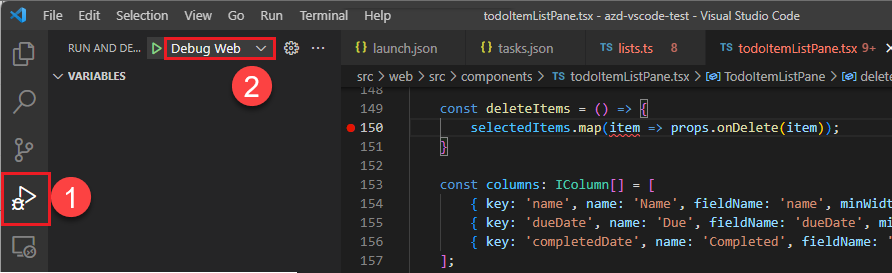 File Edit Selection View Go Run Terminal Help todoItemListPane.tsx - azd-vscode-test - Visual Studio Code
RUN AND DE... Debug Web ...
VARIABLES
1
2
launch.json tasks.json lists.ts 8 todoItemListPane.tsx 9+
src > web > src > components > todoItemListPane.tsx > TodoItemListPane > delete
148
149 const deleteItems = () => {
150 selectedItems.map(item => props.onDelete(item));
151 }
152
153 const columns: IColumn[] = [
154 { key: 'name', name: 'Name', fieldName: 'name', minWidt
155 { key: 'dueDate', name: 'Due', fieldName: 'dueDate', mi
156 { key: 'completedDate', name: 'Completed', fieldName: '
157 ];